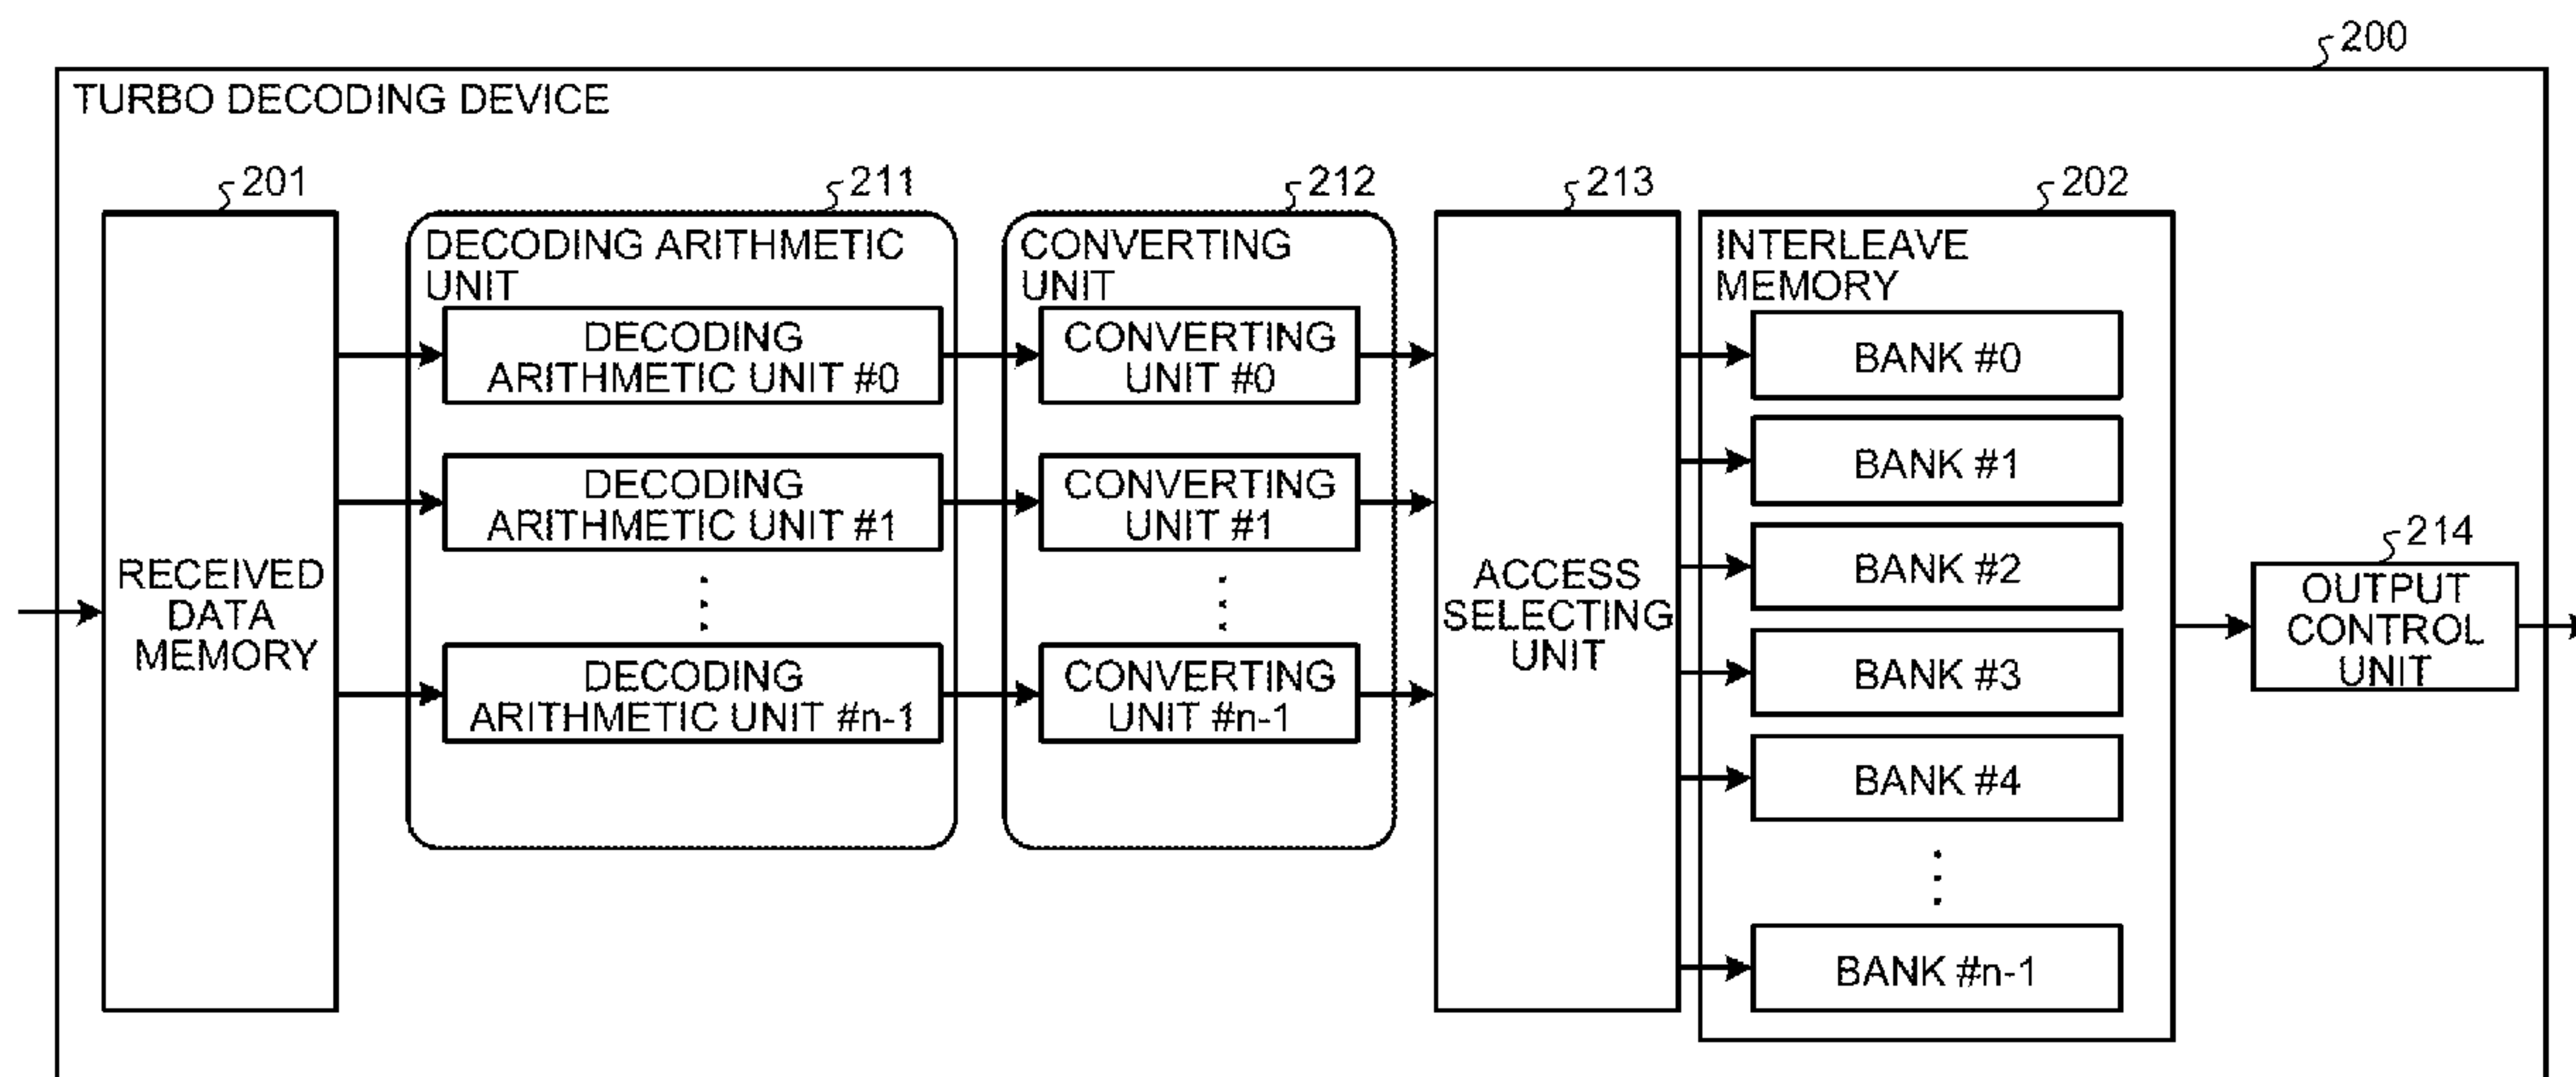 200
TURBO DECODING DEVICE
201
211
212
213
202
RECEIVED
DATA
MEMORY
DECODING ARITHMETIC
UNIT
DECODING
ARITHMETIC UNIT #0
DECODING
ARITHMETIC UNIT #1
DECODING
ARITHMETIC UNIT #n-1
CONVERTING
UNIT
CONVERTING
UNIT #0
CONVERTING
UNIT #1
CONVERTING
UNIT #n-1
ACCESS
SELECTING
UNIT
INTERLEAVE
MEMORY
BANK #0
BANK #1
BANK #2
BANK #3
BANK #4
BANK #n-1
214
OUTPUT
CONTROL
UNIT